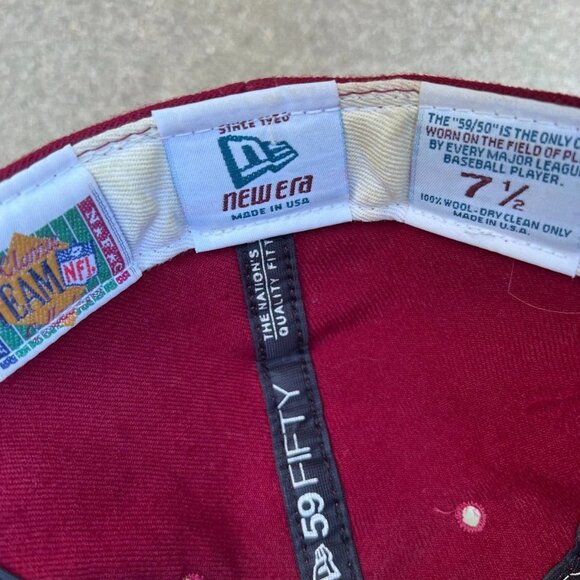 SINCE 1920
new era
MADE IN USA
THE "59/50" IS THE ONLY C
WORN ON THE FIELD OF PL
BY EVERY MAJOR LEAGUE
BASEBALL PLAYER.
7 1/2
100% WOOL - DRY CLEAN ONLY
MADE IN U.S.A.
TEAM
NFL
THE NATION'S
QUALITY FIT
59FIFTY